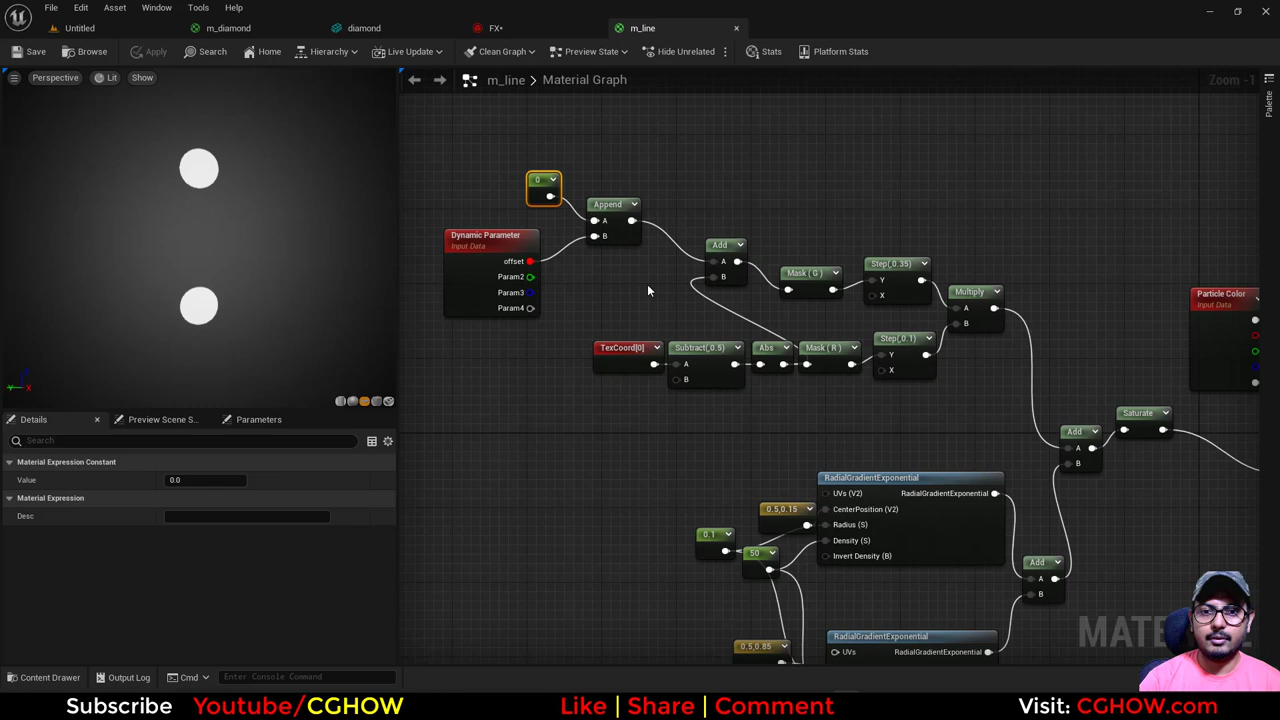 File Edit Asset Window Tools Help
Untitled m_diamond diamond FX• m_line
Save Browse Apply Search Home Hierarchy Live Update Clean Graph Preview State Hide Unrelated Stats Platform Stats
Perspective Lit Show
m_line > Material Graph
Zoom -1
Palette
0
Append
A
B
Dynamic Parameter
Input Data
offset
Param2
Param3
Param4
Add
A
B
Mask ( G )
Step(,0.35)
Y
X
Multiply
A
B
TexCoord[0]
Subtract(,0.5)
A
B
Abs
Mask ( R )
Step(,0.1)
Y
X
Particle Color
Input Data
Add
A
B
Saturate
RadialGradientExponential
UVs (V2) RadialGradientExponential
CenterPosition (V2)
Radius (S)
Density (S)
Invert Density (B)
0.5,0.15
0.1
50
Add
A
B
0.5,0.85
RadialGradientExponential
UVs RadialGradientExponential
Details Preview Scene S... Parameters
Search
Material Expression Constant
Value 0.0
Material Expression
Desc
Content Drawer Output Log Cmd Enter Console Command
Subscribe Youtube/CGHOW Like | Share | Comment Visit: CGHOW.com